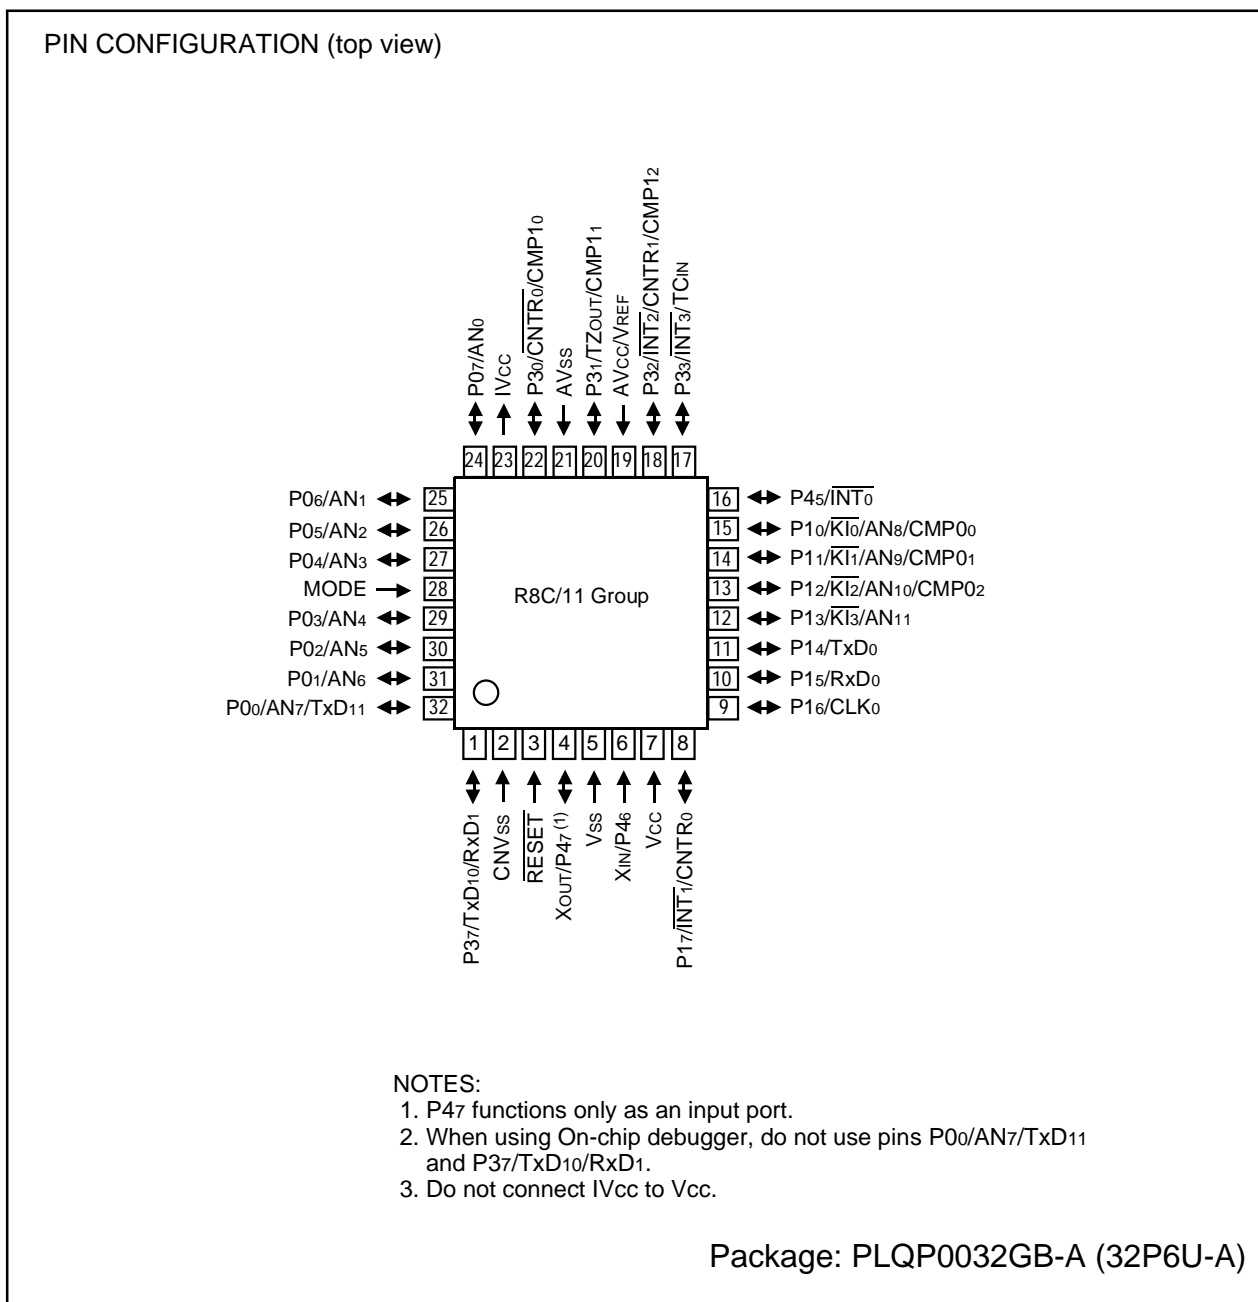 PIN CONFIGURATION (top view)
P07/AN0
IVcc
P30/CNTR0/CMP10
AVss
P31/TZOUT/CMP11
AVcc/VREF
P32/INT2/CNTR1/CMP12
P33/INT3/TCIN
24 23 22 21 20 19 18 17
P06/AN1 25
P05/AN2 26
P04/AN3 27
MODE 28
P03/AN4 29
P02/AN5 30
P01/AN6 31
P00/AN7/TxD11 32
R8C/11 Group
16 P45/INT0
15 P10/KI0/AN8/CMP00
14 P11/KI1/AN9/CMP01
13 P12/KI2/AN10/CMP02
12 P13/KI3/AN11
11 P14/TxD0
10 P15/RxD0
9 P16/CLK0
1 2 3 4 5 6 7 8
P37/TxD10/RxD1
CNVss
RESET
XOUT/P47 (1)
Vss
XIN/P46
Vcc
P17/INT1/CNTR0
NOTES:
1. P47 functions only as an input port.
2. When using On-chip debugger, do not use pins P00/AN7/TxD11
and P37/TxD10/RxD1.
3. Do not connect IVcc to Vcc.
Package: PLQP0032GB-A (32P6U-A)